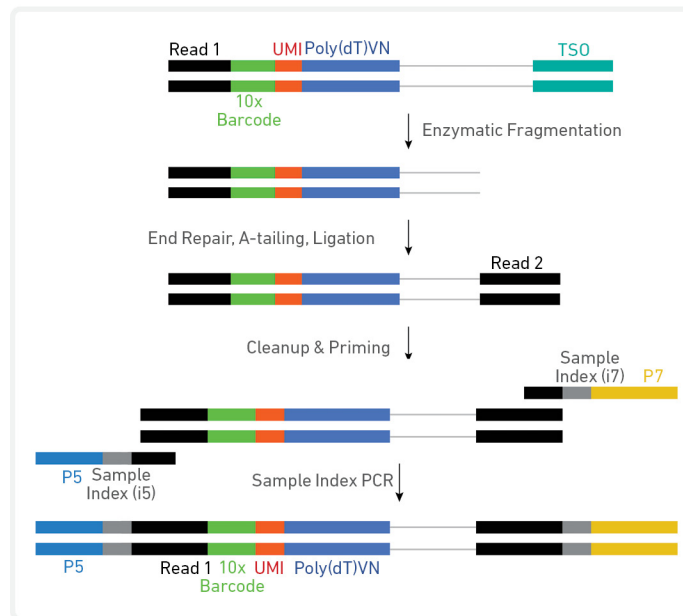 Read 1 UMI Poly(dT)VN TSO
10x
Barcode
Enzymatic Fragmentation
End Repair, A-tailing, Ligation
Read 2
Cleanup & Priming
Sample
Index (i7) P7
P5 Sample
Index (i5)
Sample Index PCR
P5 Read 1 10x UMI Poly(dT)VN
Barcode